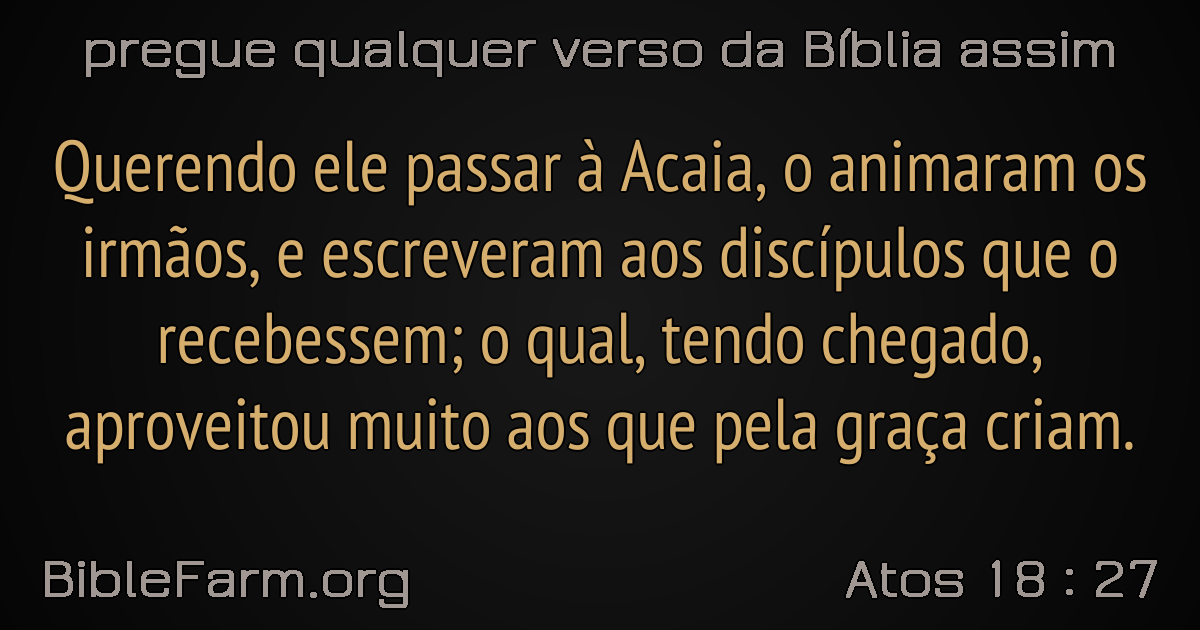 pregue qualquer verso da Bíblia assim
Querendo ele passar à Acaia, o animaram os
irmãos, e escreveram aos discípulos que o
recebessem; o qual, tendo chegado,
aproveitou muito aos que pela graça criam.
BibleFarm.org
Atos 18 : 27